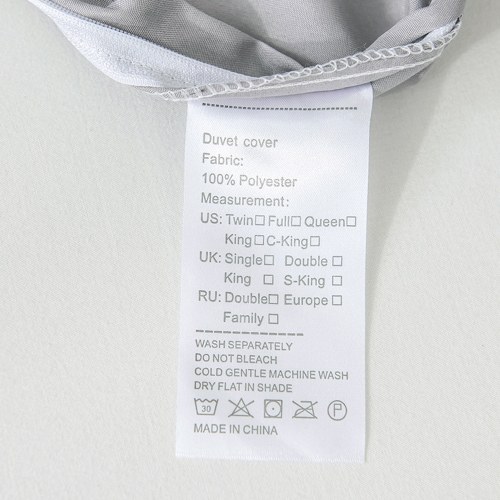 Duvet cover
Fabric:
100% Polyester
Measurement:
US: Twin☐ Full☐ Queen☐
King☐ C-King☐
UK: Single☐ Double☐
King ☐ S-King ☐
RU: Double☐ Europe ☐
Family ☐
WASH SEPARATELY
DO NOT BLEACH
COLD GENTLE MACHINE WASH
DRY FLAT IN SHADE
30 P
MADE IN CHINA